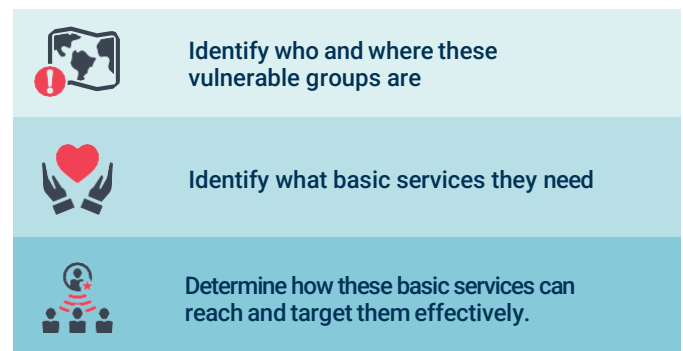 Identify who and where these
vulnerable groups are
Identify what basic services they need
Determine how these basic services can
reach and target them effectively.